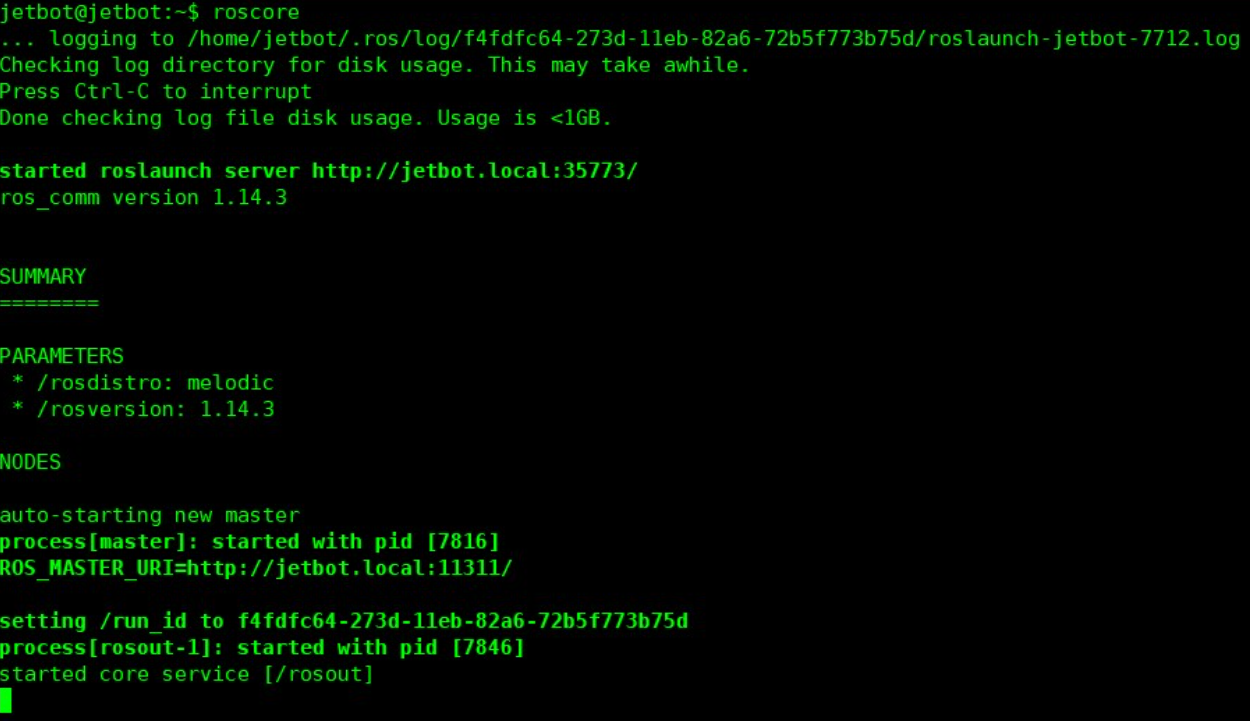 jetbot@jetbot:~$ roscore
... logging to /home/jetbot/.ros/log/f4fdfc64-273d-11eb-82a6-72b5f773b75d/roslaunch-jetbot-7712.log
Checking log directory for disk usage. This may take awhile.
Press Ctrl-C to interrupt
Done checking log file disk usage. Usage is <1GB.
started roslaunch server http://jetbot.local:35773/
ros_comm version 1.14.3
SUMMARY
========
PARAMETERS
 * /rosdistro: melodic
 * /rosversion: 1.14.3
NODES
auto-starting new master
process[master]: started with pid [7816]
ROS_MASTER_URI=http://jetbot.local:11311/
setting /run_id to f4fdfc64-273d-11eb-82a6-72b5f773b75d
process[rosout-1]: started with pid [7846]
started core service [/rosout]